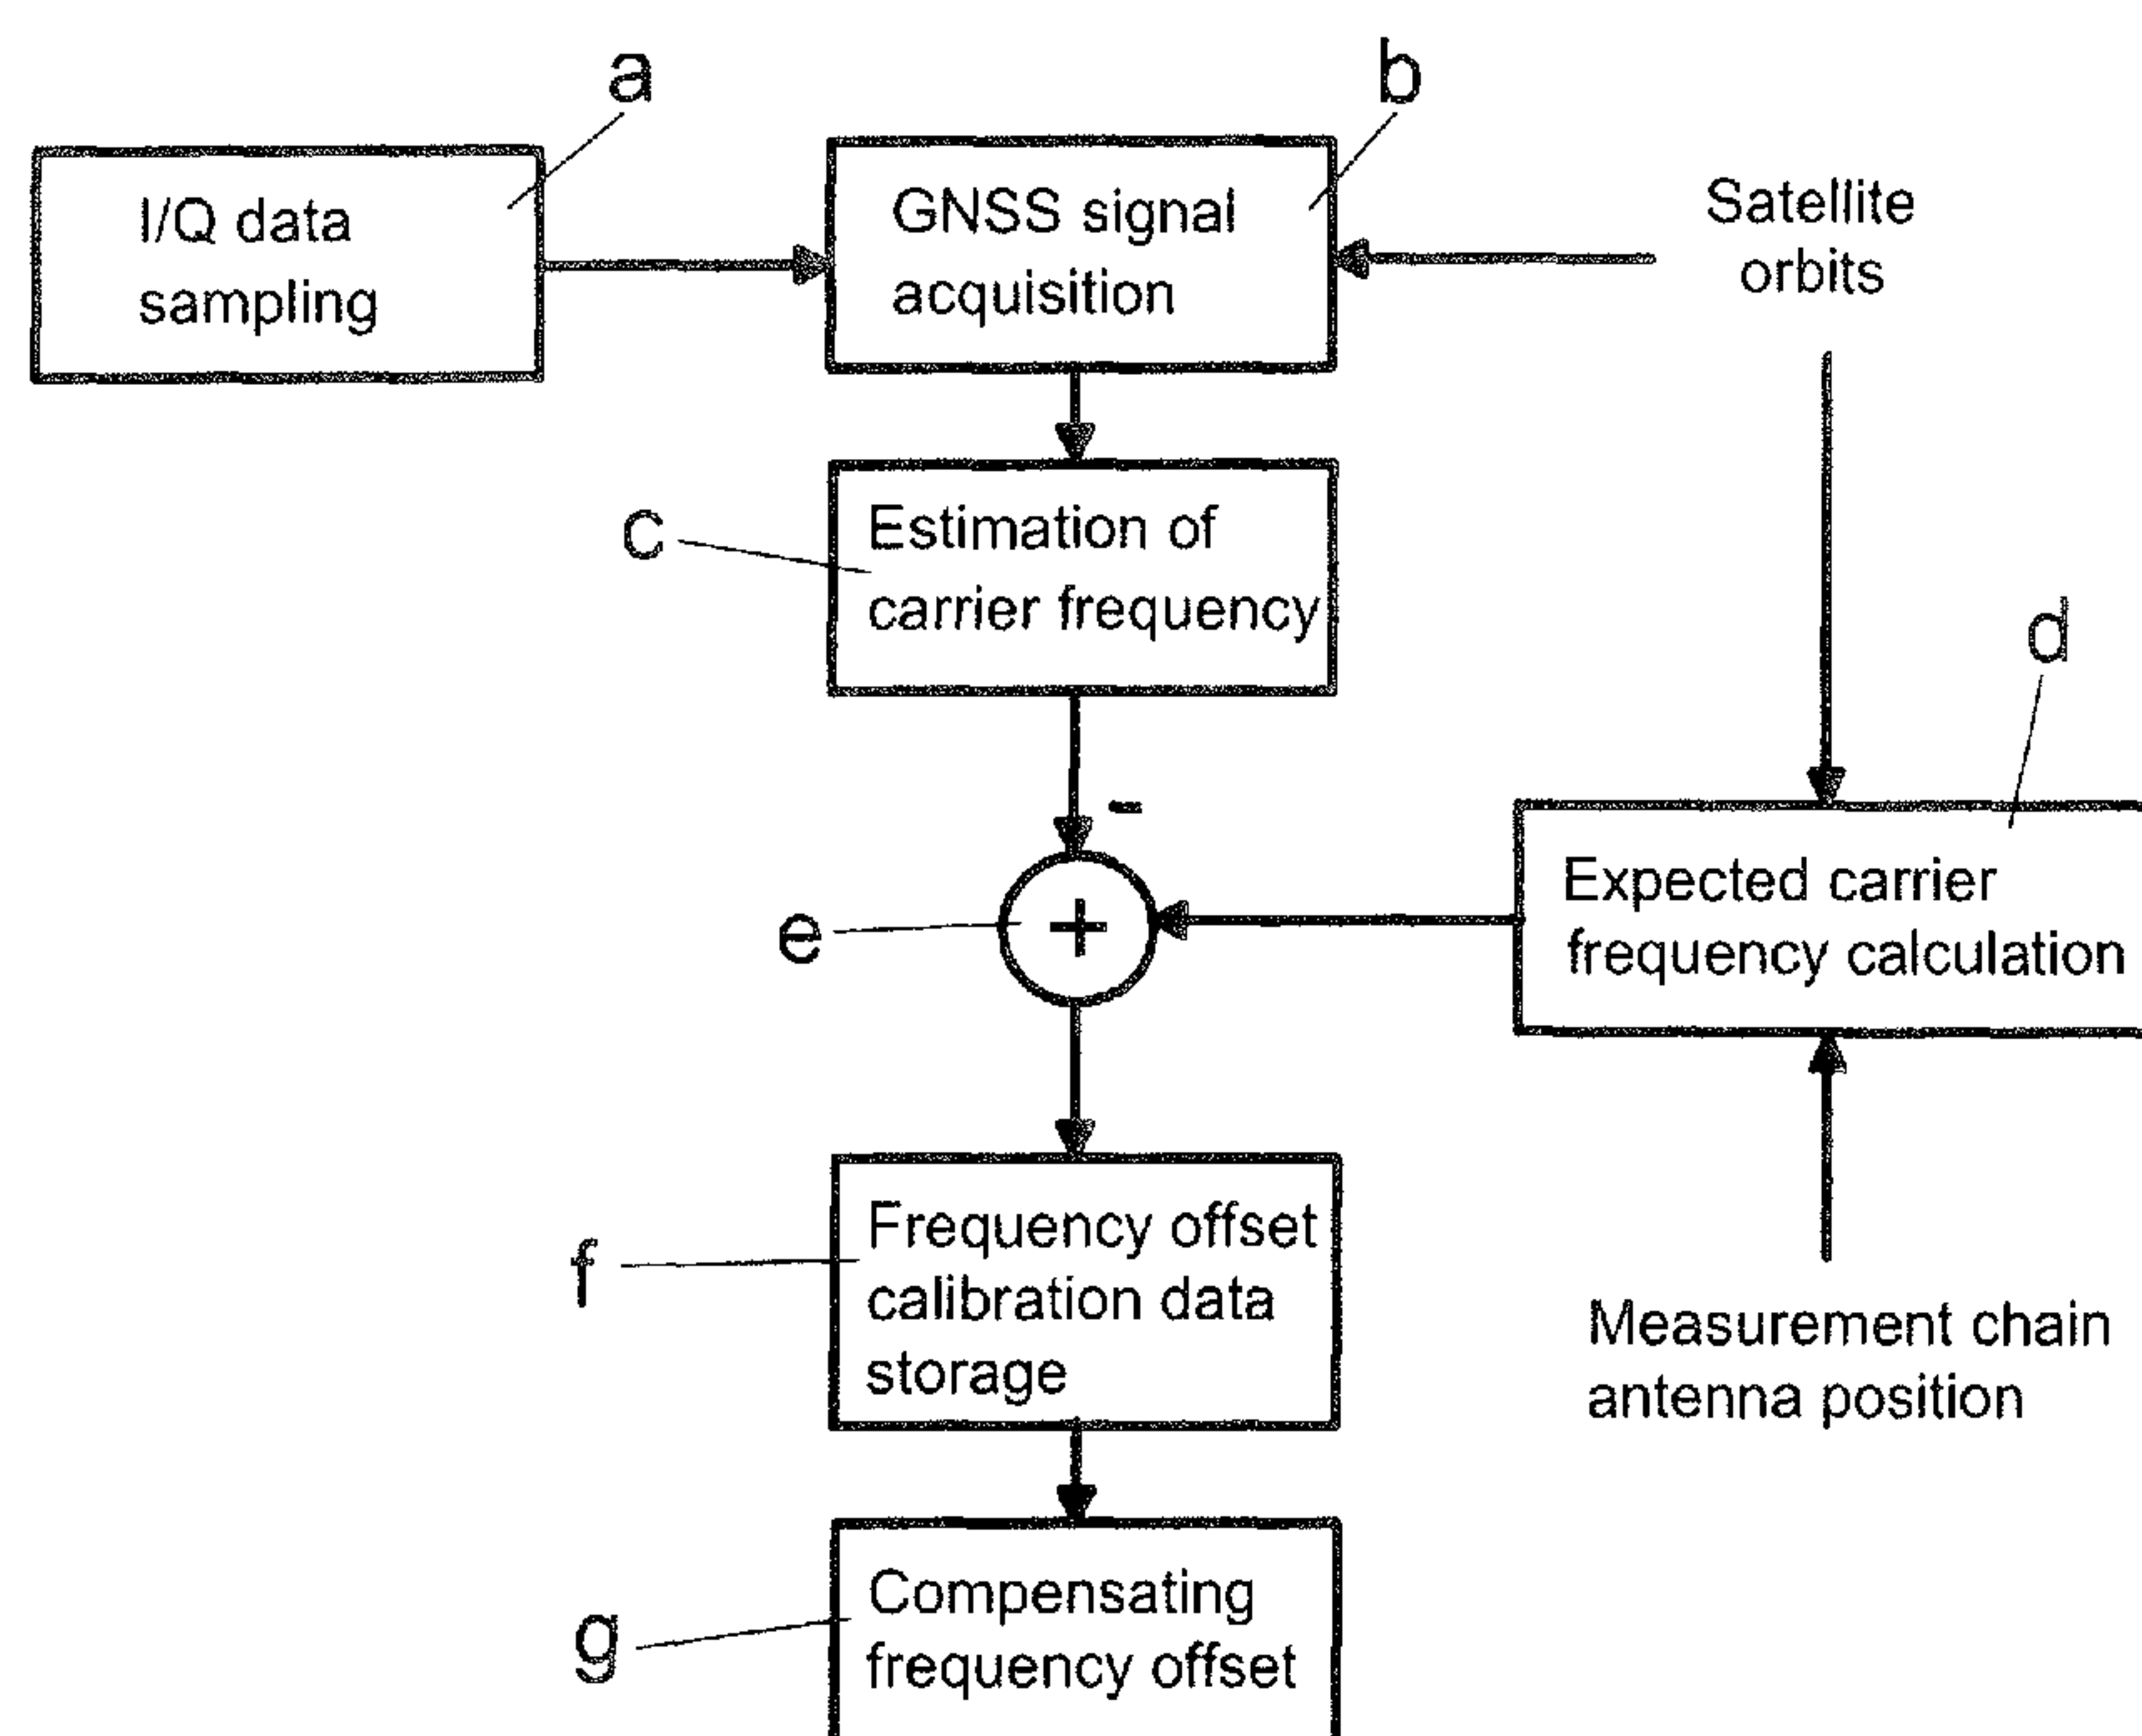 a
b
I/Q data
sampling
GNSS signal
acquisition
Satellite
orbits
c
Estimation of
carrier frequency
d
-
e
+
Expected carrier
frequency calculation
f
Frequency offset
calibration data
storage
Measurement chain
antenna position
g
Compensating
frequency offset